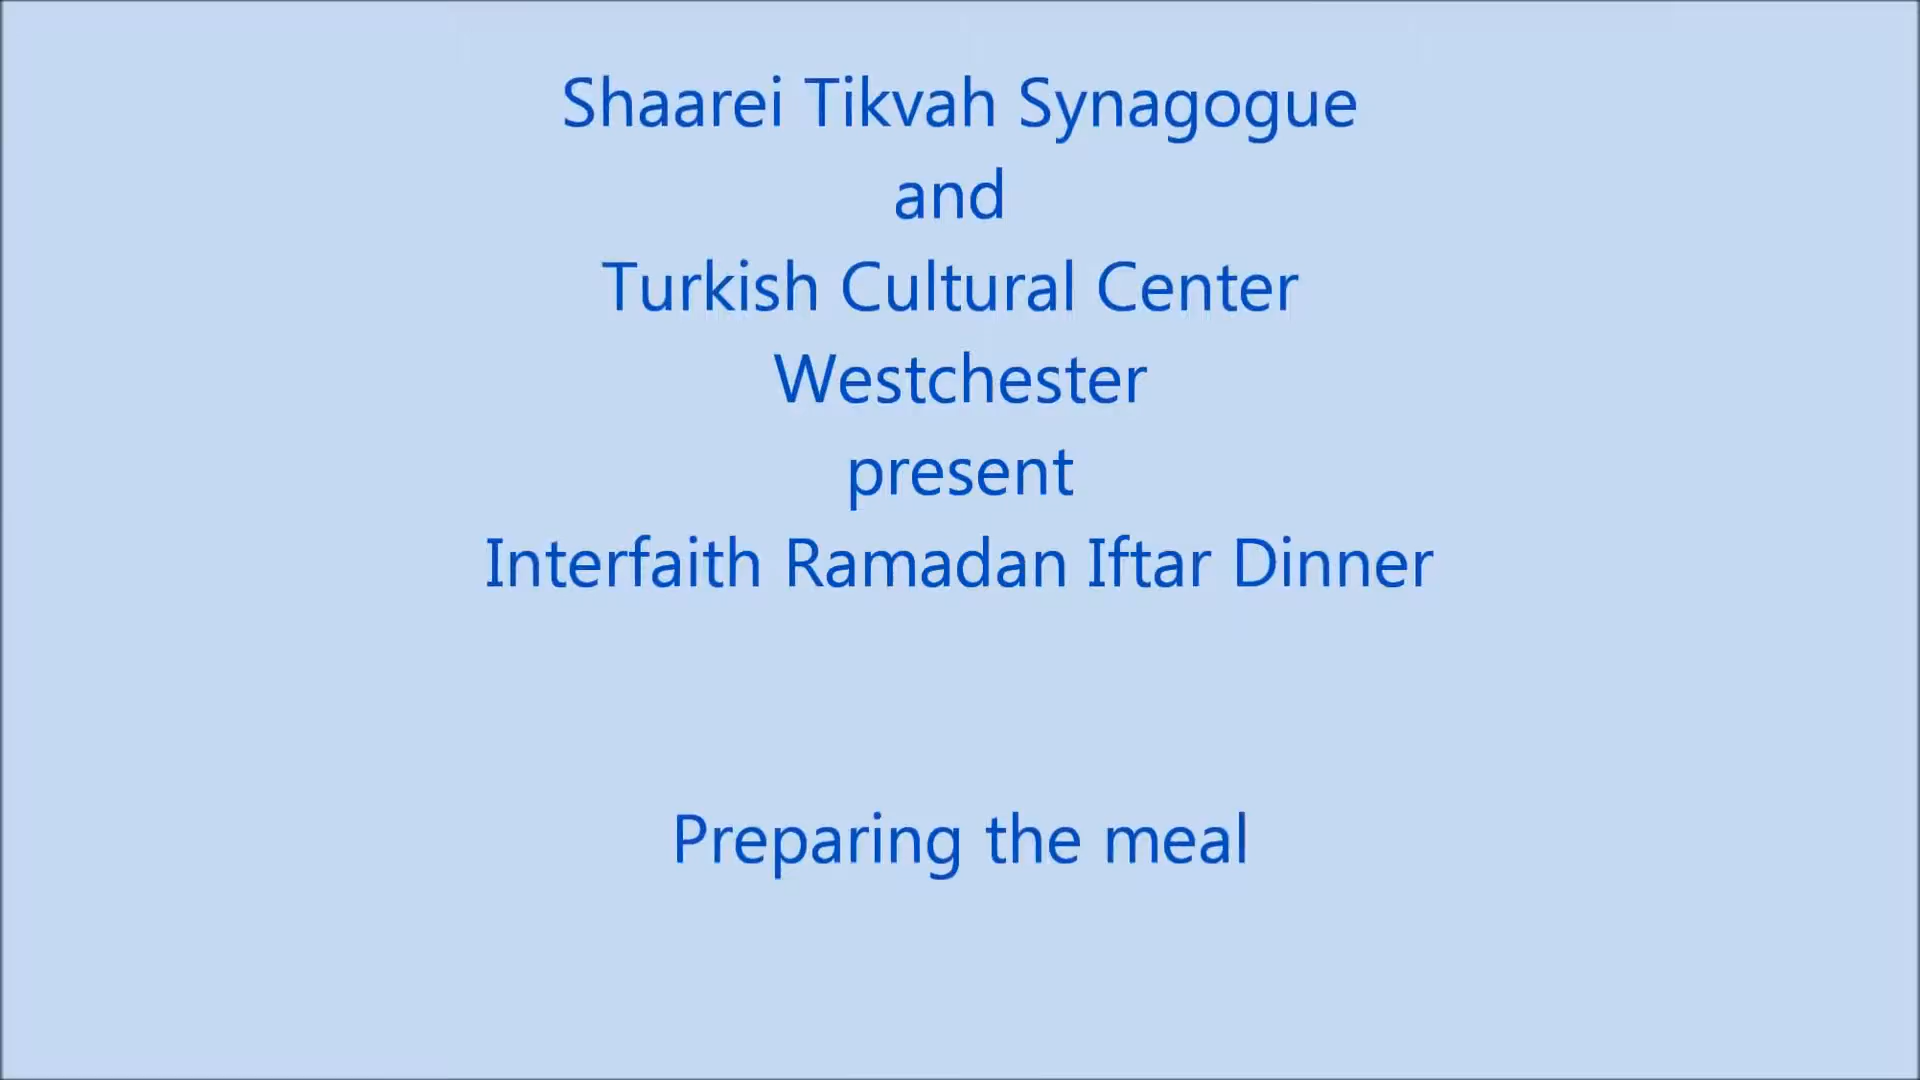 Shaarei Tikvah Synagogue
and
Turkish Cultural Center
Westchester
present
Interfaith Ramadan Iftar Dinner
Preparing the meal